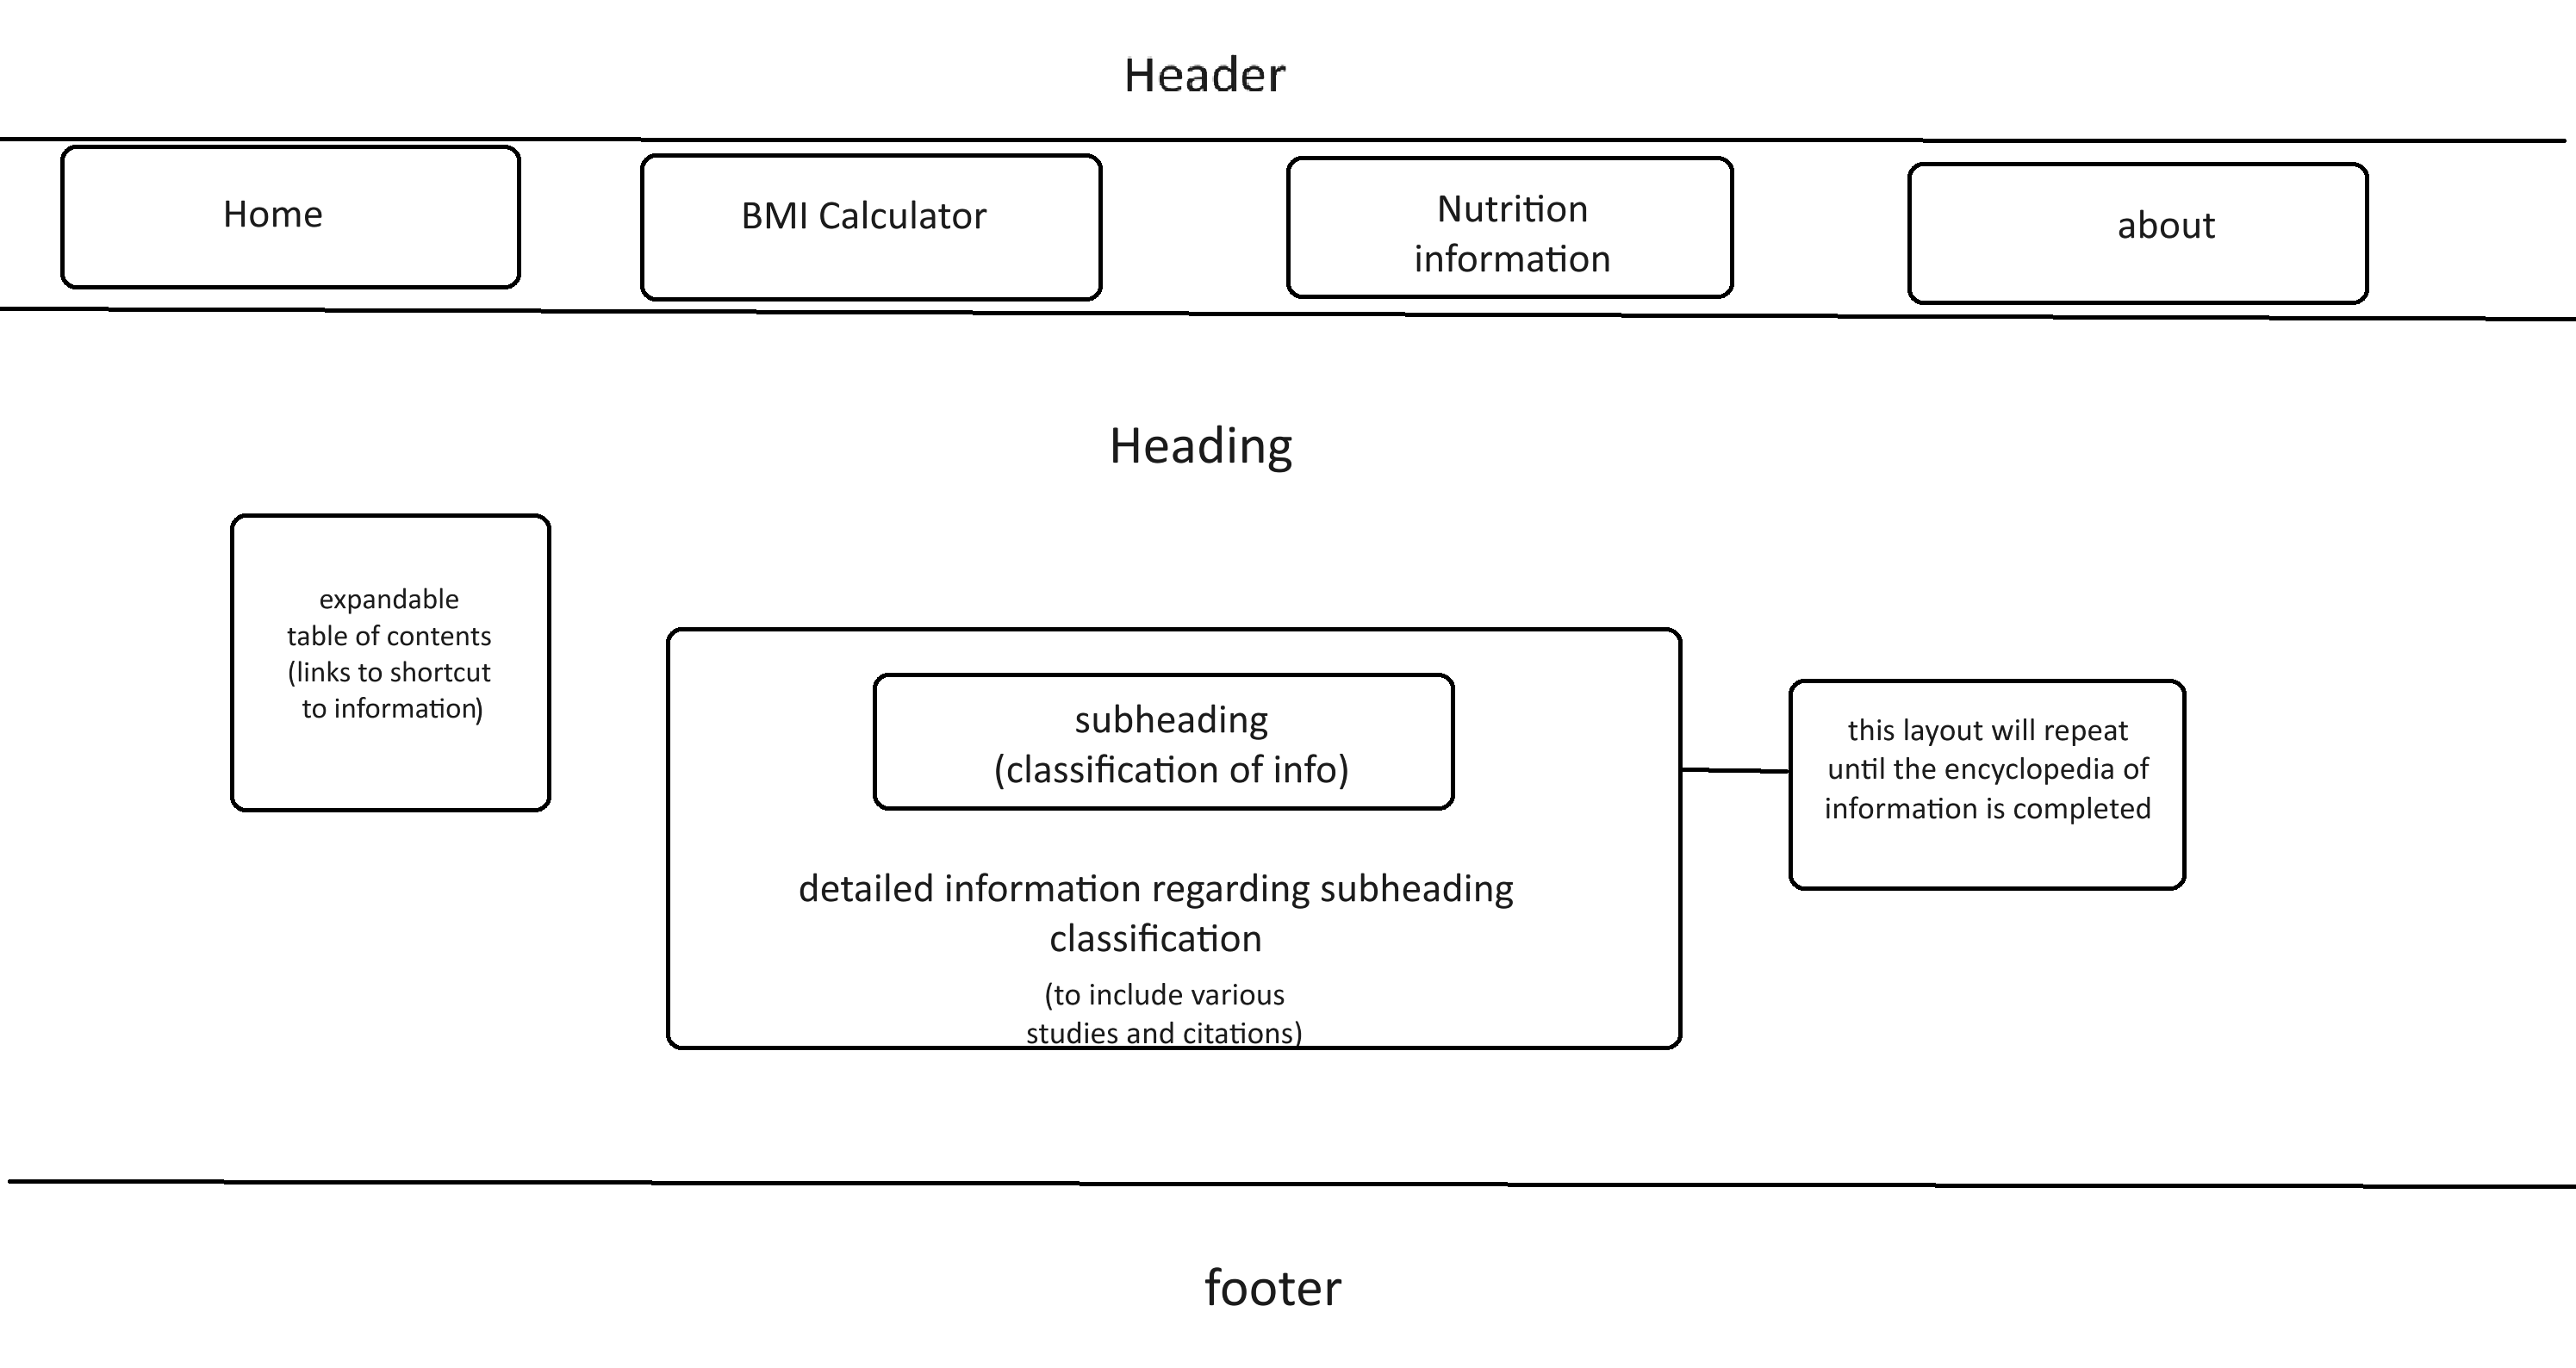 Header
Home
BMI Calculator
Nutrition
information
about
Heading
expandable
table of contents
(links to shortcut
to information)
subheading
(classification of info)
detailed information regarding subheading
classification
(to include various
studies and citations)
this layout will repeat
until the encyclopedia of
information is completed
footer